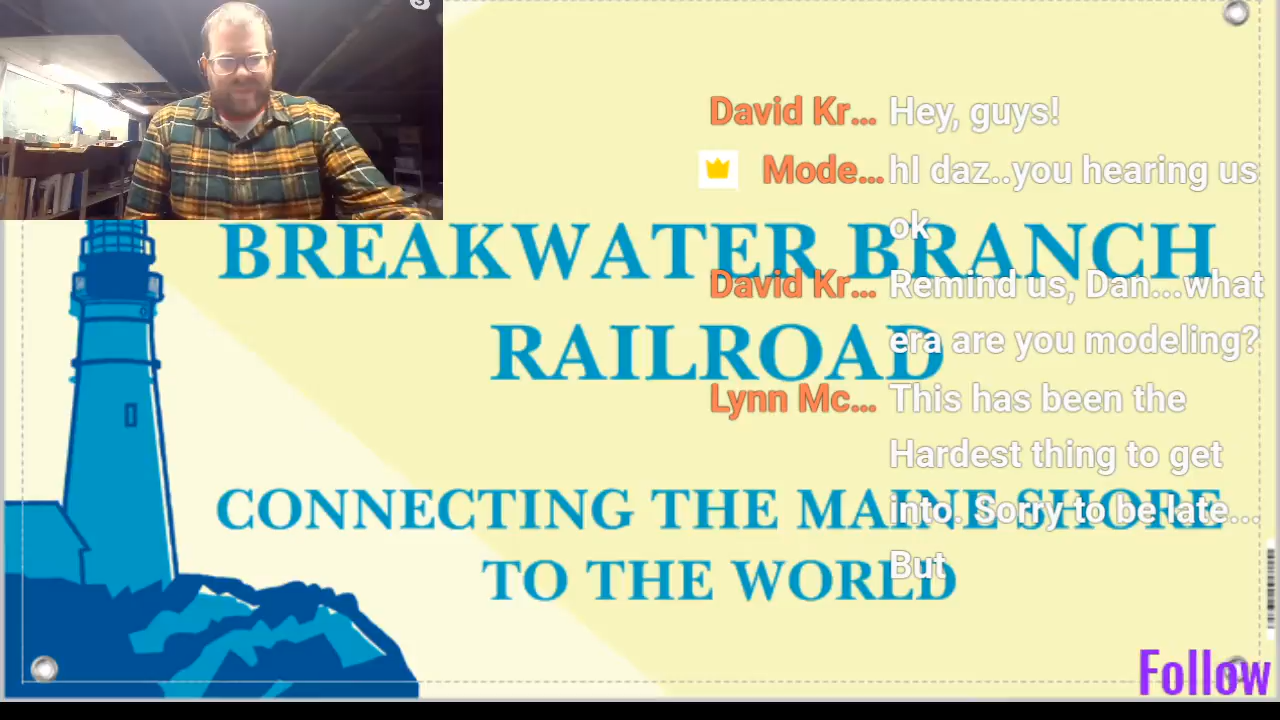 David Kr... Hey, guys!
Mode... hI daz..you hearing us
ok
BREAKWATER BRANCH
David Kr... Remind us, Dan...what
era are you modeling?
RAILROAD
Lynn Mc... This has been the
Hardest thing to get
into. Sorry to be late...
CONNECTING THE MAINE SHORE
But
TO THE WORLD
Follow